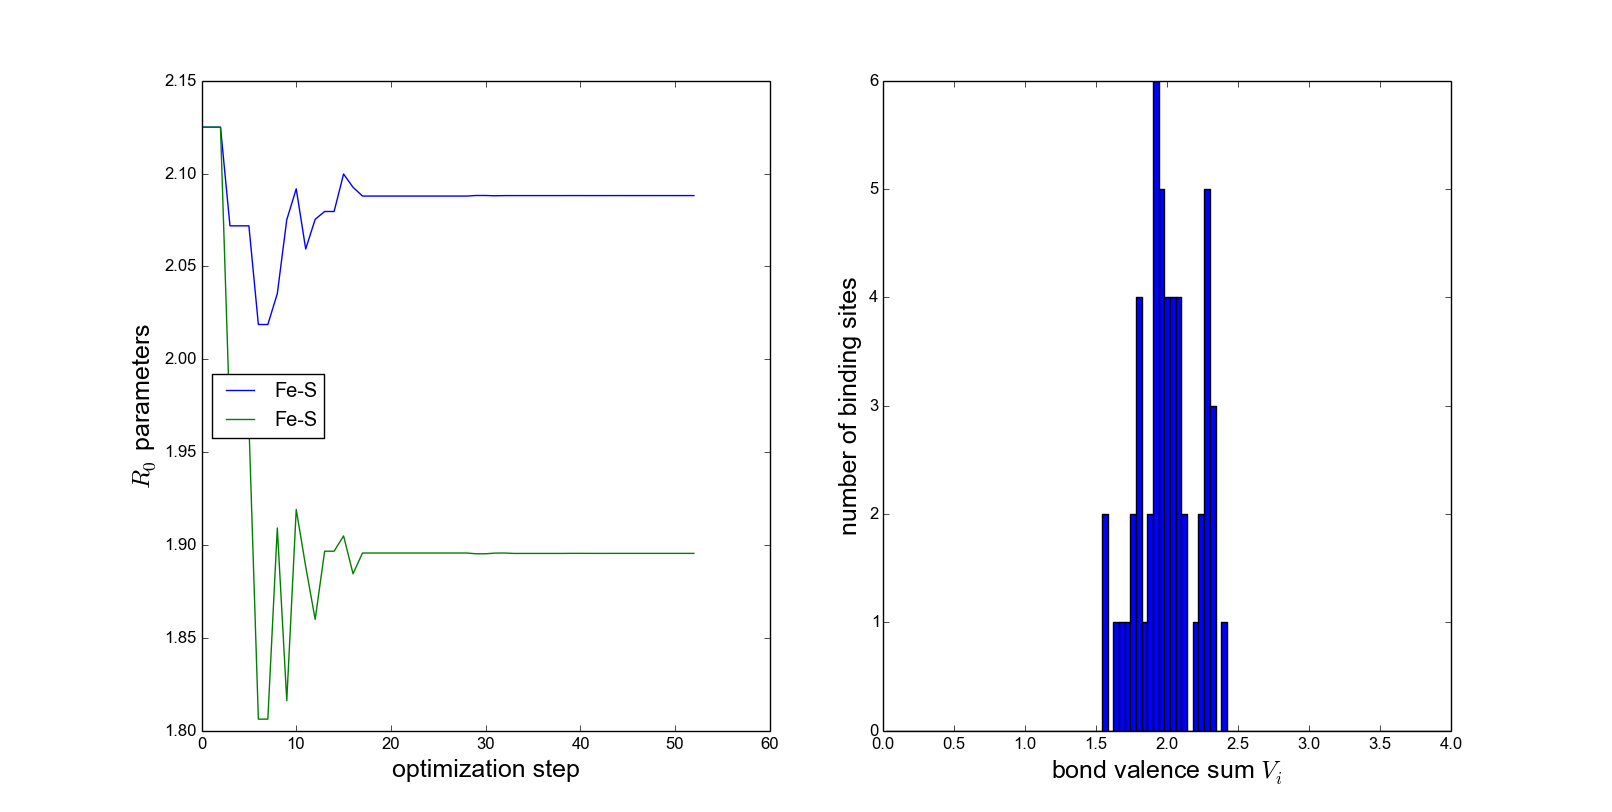 2.15
2.10
2.05
2.00
1.95
1.90
1.85
1.80
R₀ parameters
Fe-S
Fe-S
0 10 20 30 40 50 60
optimization step
6
5
4
3
2
1
0
number of binding sites
0.0 0.5 1.0 1.5 2.0 2.5 3.0 3.5 4.0
bond valence sum Vᵢ